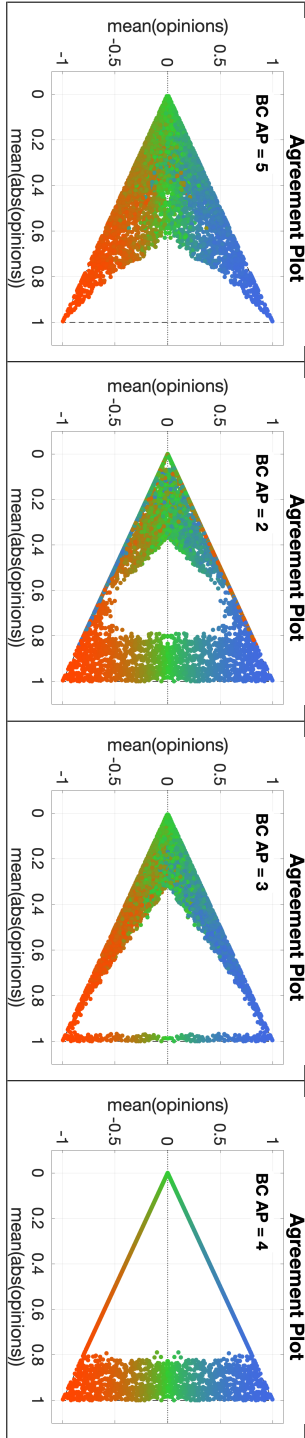 Agreement Plot
BC AP = 5
mean(opinions)
1
0.5
0
-0.5
-1
0 0.2 0.4 0.6 0.8 1
mean(abs(opinions))
Agreement Plot
BC AP = 2
mean(opinions)
1
0.5
0
-0.5
-1
0 0.2 0.4 0.6 0.8 1
mean(abs(opinions))
Agreement Plot
BC AP = 3
mean(opinions)
1
0.5
0
-0.5
-1
0 0.2 0.4 0.6 0.8 1
mean(abs(opinions))
Agreement Plot
BC AP = 4
mean(opinions)
1
0.5
0
-0.5
-1
0 0.2 0.4 0.6 0.8 1
mean(abs(opinions))